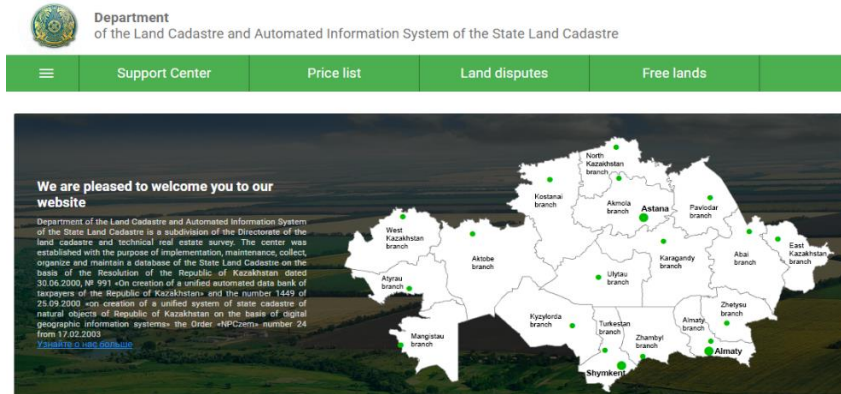 Department
of the Land Cadastre and Automated Information System of the State Land Cadastre
Support Center
Price list
Land disputes
Free lands
We are pleased to welcome you to our
website
Department of the Land Cadastre and Automated Information System
of the State Land Cadastre is a subdivision of the Directorate of the
land cadastre and technical real estate survey. The center was
established with the purpose of implementation, maintenance, collect,
organize and maintain a database of the State Land Cadastre on the
basis of the Resolution of the Republic of Kazakhstan dated
30.06.2000, № 991 «On creation of a unified automated data bank of
taxpayers of the Republic of Kazakhstan» and the number 1449 of
25.09.2000 «on creation of a unified system of state cadastre of
natural objects of Republic of Kazakhstan on the basis of digital
geographic information systems» the Order «NPCzem» number 24
from 17.02.2003
Узнайте о нас больше
North
Kazakhstan
branch
Kostanai
branch
Akmola
branch
Astana
Pavlodar
branch
West
Kazakhstan
branch
Aktobe
branch
Karagandy
branch
Abai
branch
East
Kazakhstan
branch
Atyrau
branch
Ulytau
branch
Kyzylorda
branch
Turkestan
branch
Zhambyl
branch
Almaty
branch
Zhetysu
branch
Mangistau
branch
Shymkent
Almaty